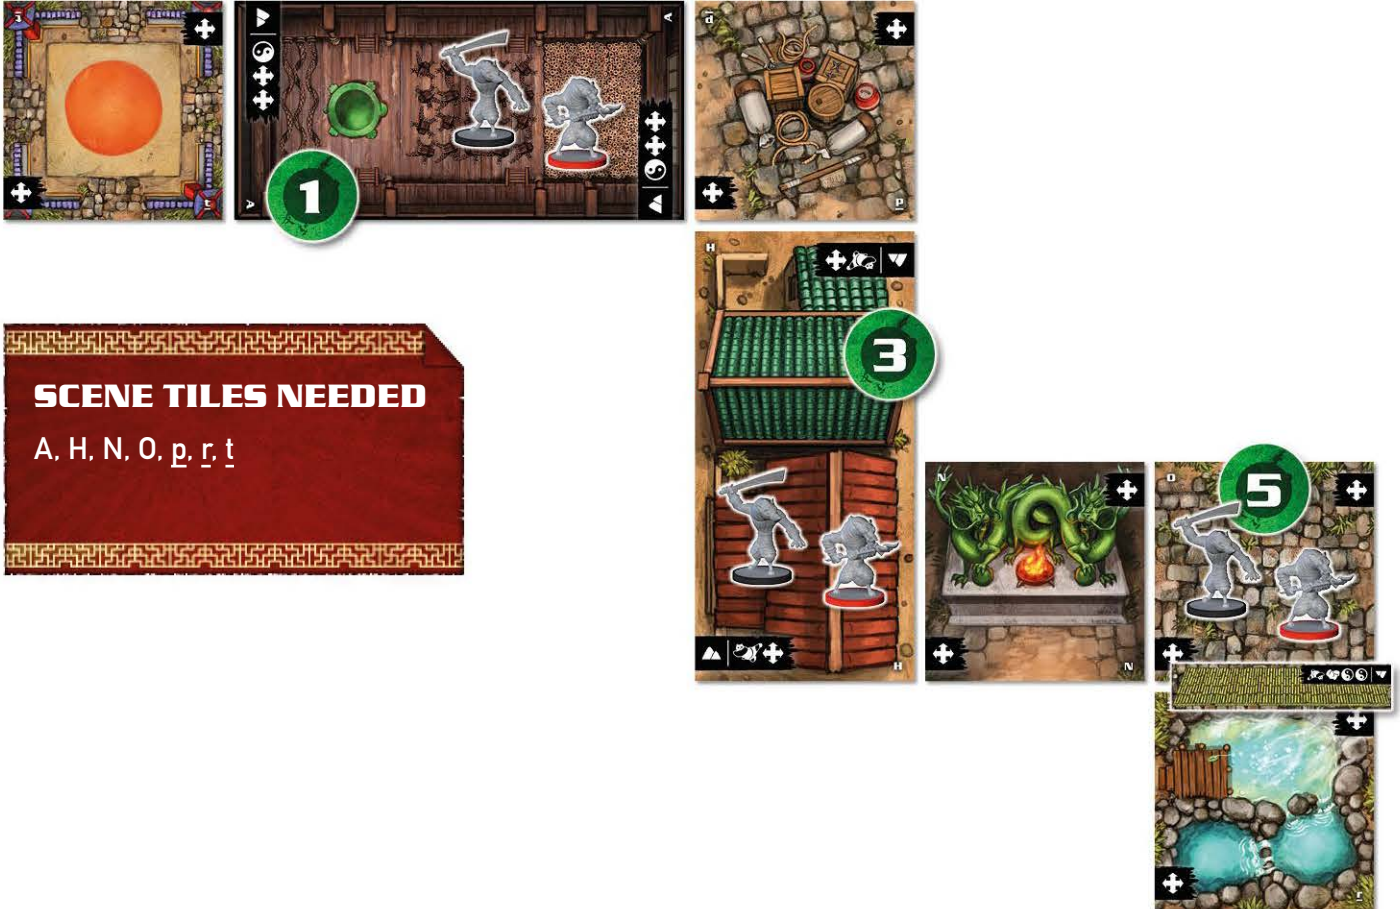 t
t
A
A
A
1
p
p
H
3
H
SCENE TILES NEEDED
A, H, N, O, p, r, t
N
N
O
5
r